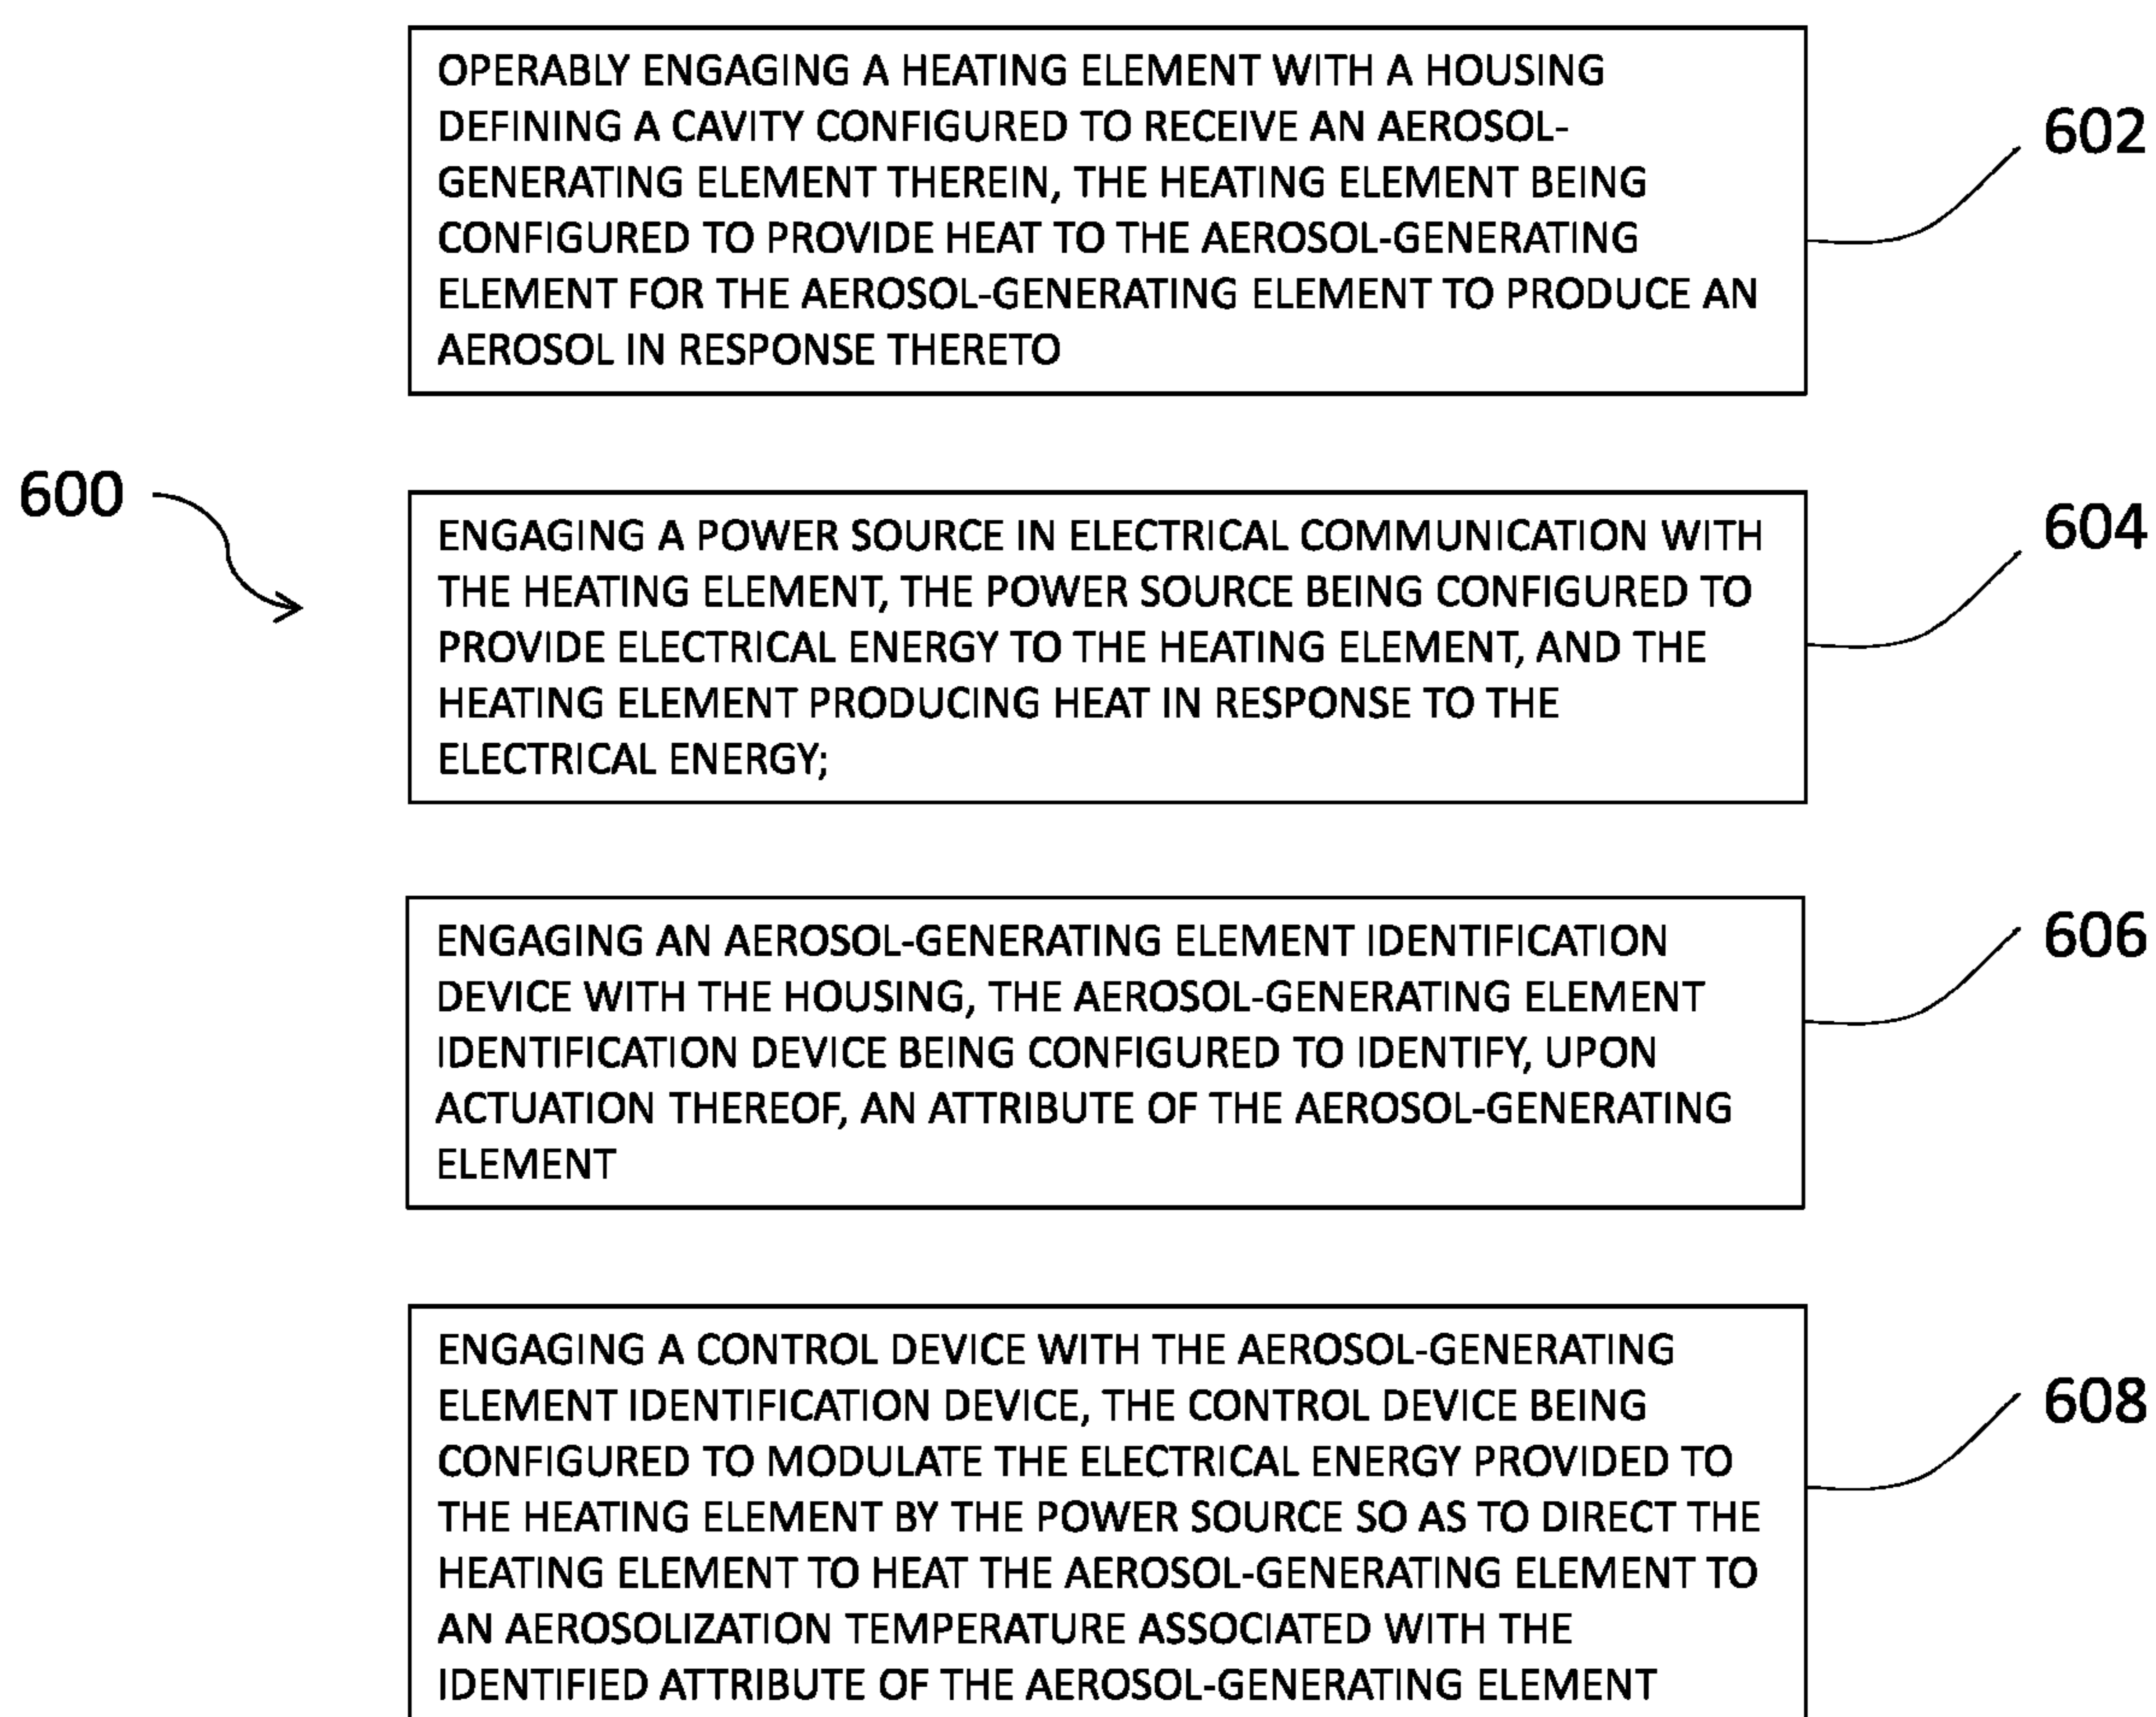 OPERABLY ENGAGING A HEATING ELEMENT WITH A HOUSING
DEFINING A CAVITY CONFIGURED TO RECEIVE AN AEROSOL-
GENERATING ELEMENT THEREIN, THE HEATING ELEMENT BEING
CONFIGURED TO PROVIDE HEAT TO THE AEROSOL-GENERATING
ELEMENT FOR THE AEROSOL-GENERATING ELEMENT TO PRODUCE AN
AEROSOL IN RESPONSE THERETO
602
600
ENGAGING A POWER SOURCE IN ELECTRICAL COMMUNICATION WITH
THE HEATING ELEMENT, THE POWER SOURCE BEING CONFIGURED TO
PROVIDE ELECTRICAL ENERGY TO THE HEATING ELEMENT, AND THE
HEATING ELEMENT PRODUCING HEAT IN RESPONSE TO THE
ELECTRICAL ENERGY;
604
ENGAGING AN AEROSOL-GENERATING ELEMENT IDENTIFICATION
DEVICE WITH THE HOUSING, THE AEROSOL-GENERATING ELEMENT
IDENTIFICATION DEVICE BEING CONFIGURED TO IDENTIFY, UPON
ACTUATION THEREOF, AN ATTRIBUTE OF THE AEROSOL-GENERATING
ELEMENT
606
ENGAGING A CONTROL DEVICE WITH THE AEROSOL-GENERATING
ELEMENT IDENTIFICATION DEVICE, THE CONTROL DEVICE BEING
CONFIGURED TO MODULATE THE ELECTRICAL ENERGY PROVIDED TO
THE HEATING ELEMENT BY THE POWER SOURCE SO AS TO DIRECT THE
HEATING ELEMENT TO HEAT THE AEROSOL-GENERATING ELEMENT TO
AN AEROSOLIZATION TEMPERATURE ASSOCIATED WITH THE
IDENTIFIED ATTRIBUTE OF THE AEROSOL-GENERATING ELEMENT
608